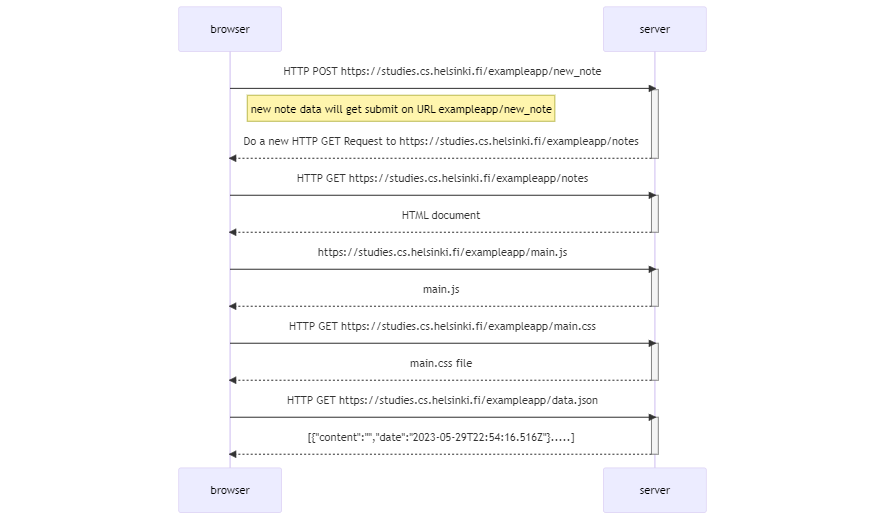 browser
server
HTTP POST https://studies.cs.helsinki.fi/exampleapp/new_note
new note data will get submit on URL exampleapp/new_note
Do a new HTTP GET Request to https://studies.cs.helsinki.fi/exampleapp/notes
HTTP GET https://studies.cs.helsinki.fi/exampleapp/notes
HTML document
https://studies.cs.helsinki.fi/exampleapp/main.js
main.js
HTTP GET https://studies.cs.helsinki.fi/exampleapp/main.css
main.css file
HTTP GET https://studies.cs.helsinki.fi/exampleapp/data.json
[{"content":"","date":"2023-05-29T22:54:16.516Z"}.....]
browser
server